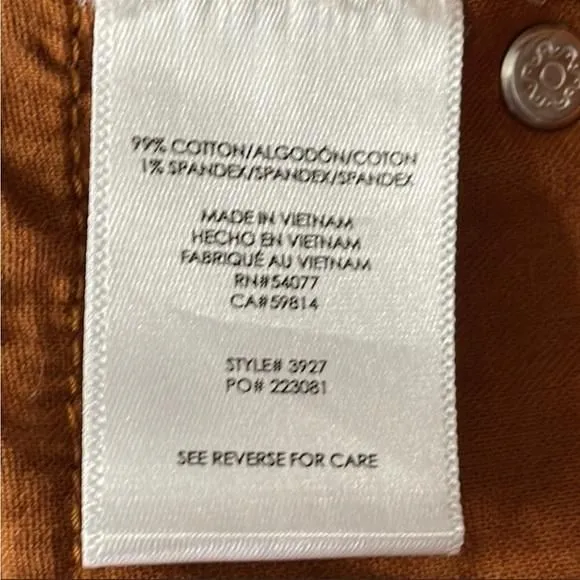 99% COTTON/ALGODÓN/COTON
1% SPANDEX/SPANDEX/SPANDEX
MADE IN VIETNAM
HECHO EN VIETNAM
FABRIQUÉ AU VIETNAM
RN#54077
CA#59814
STYLE# 3927
PO# 223081
SEE REVERSE FOR CARE